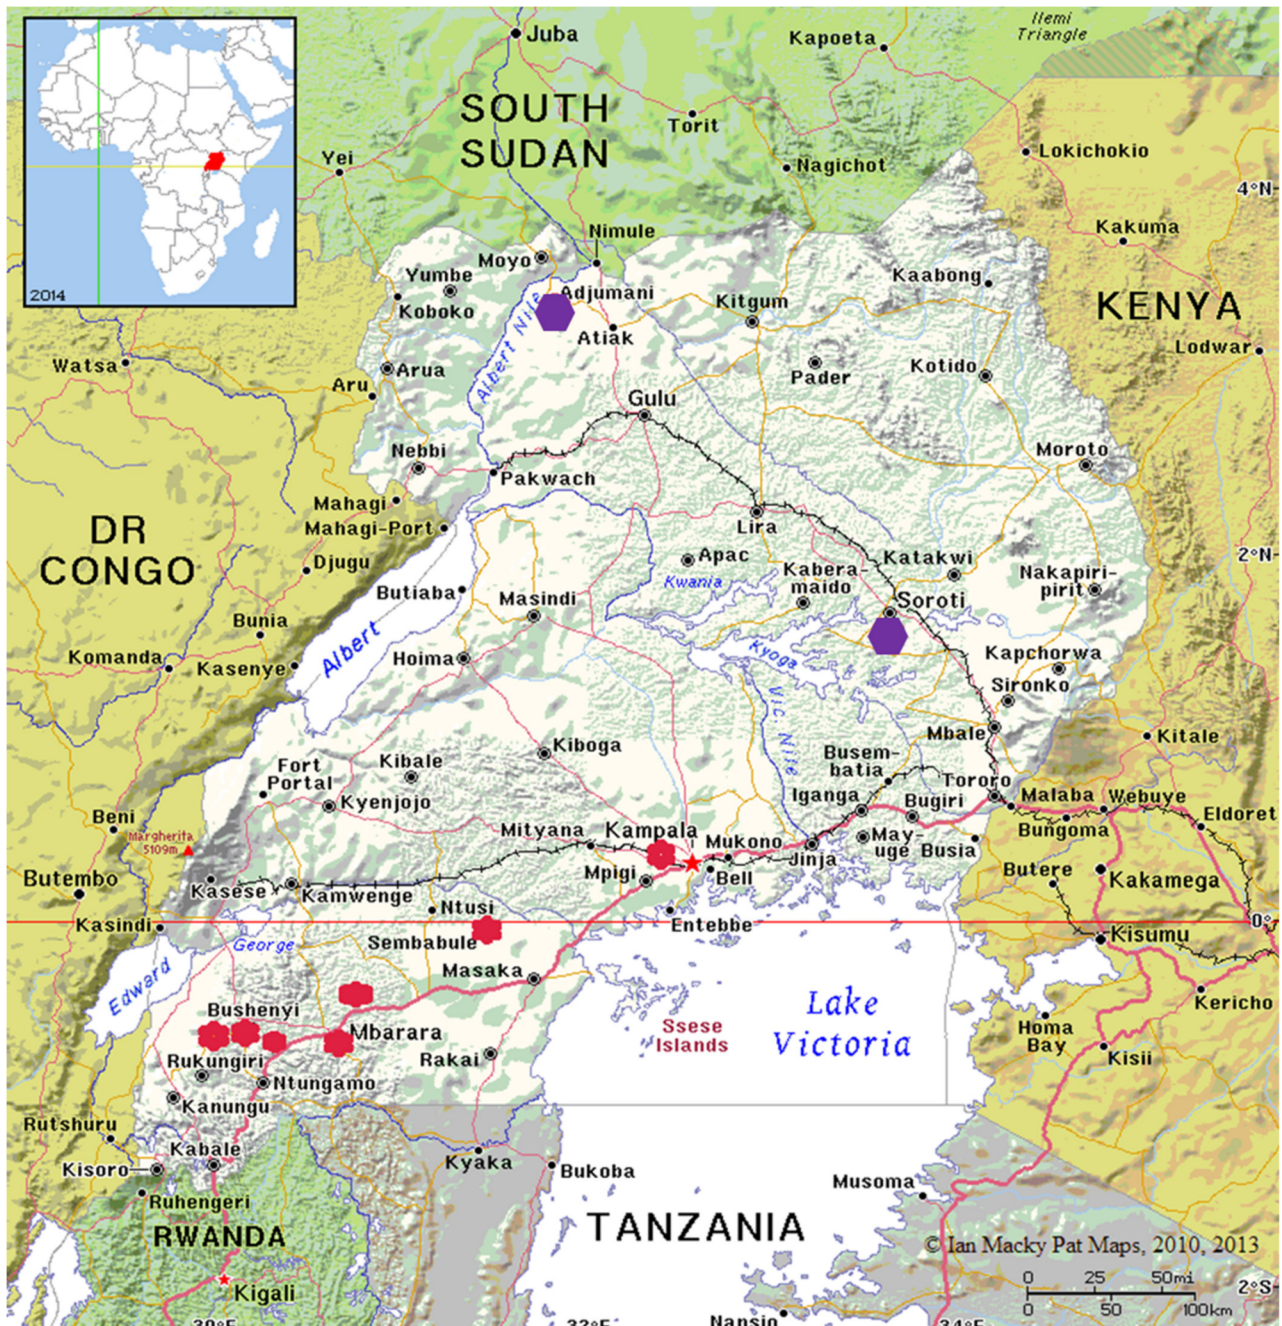 Ilemi
Triangle
Juba
Kapoeta
SOUTH
SUDAN
Torit
Lokichokio
Yei
Nagichot
4°N
2014
Nimule
Kakuma
Moyo
Yumbe
Kaabong
Koboko
Adjumani
Kitgum
KENYA
Albert Nile
Atiak
Lodwar
Watsa
Arua
Pader
Kotido
Aru
Gulu
Nebbi
Moroto
Pakwach
Mahagi
Mahagi-Port
Lira
DR
CONGO
Djugu
Apac
Katakwi
2°N
Kwania
Kabera-
maido
Nakapiri-
pirit
Butiaba
Masindi
Soroti
Bunia
Albert
Kyoga
Komanda
Kasenye
Hoima
Kapchorwa
Sironko
Vic. Nile
Mbale
Kitale
Kiboga
Busem-
batia
Fort
Portal
Kibale
Tororo
Kyenjojo
Iganga
Bugiri
Malaba
Webuye
Beni
Eldoret
Margherita
5109m
Mityana
Kampala
Mukono
Bungoma
May-
uge
Busia
Jinja
Butembo
Mpigi
Bell
Butere
Kakamega
Kasese
Kamwenge
Ntusi
Kasindi
Entebbe
0°
George
Sembabule
Kisumu
Edward
Masaka
Bushenyi
Lake
Victoria
Kericho
Mbarara
Ssese
Islands
Homa
Bay
Rukungiri
Rakai
Kisii
Ntungamo
Kanungu
Rutshuru
Kabale
Kisoro
Kyaka
Bukoba
Ruhengeri
Musoma
RWANDA
TANZANIA
© Ian Macky Pat Maps, 2010, 2013
0 25 50mi
Kigali
2°S
0 50 100km
30°E
32°E
Nansio
34°E